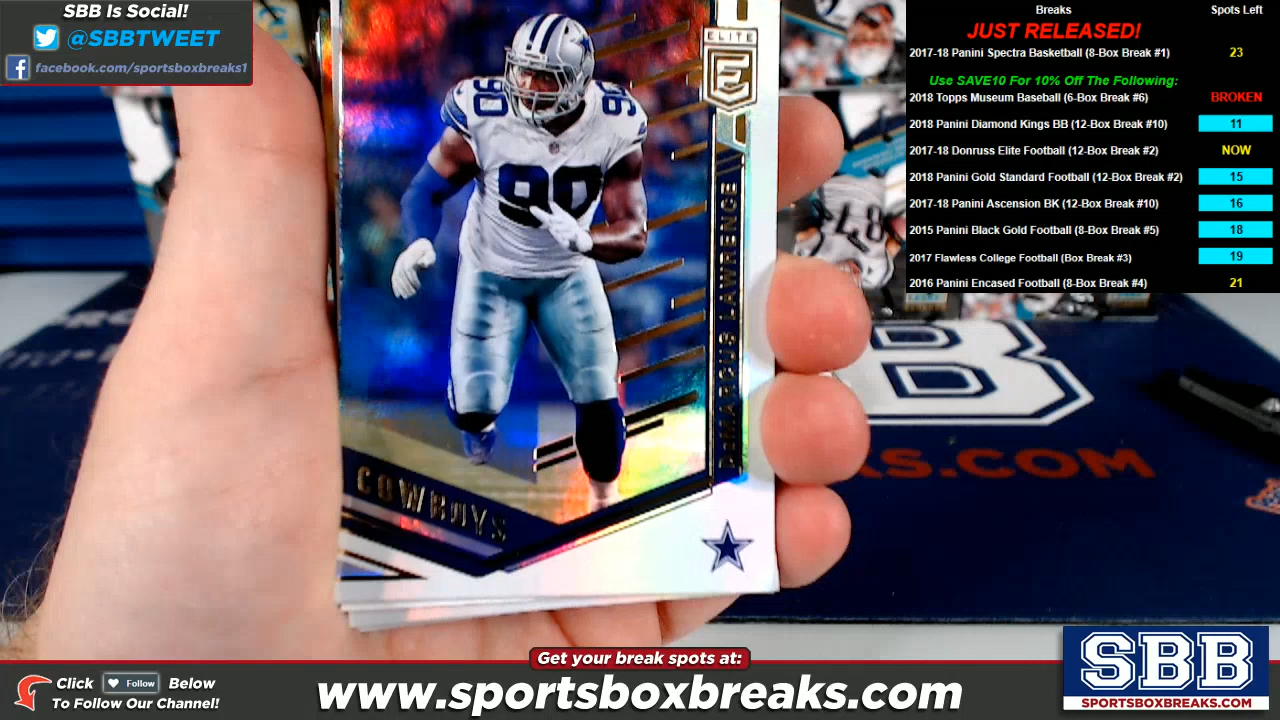 SBB Is Social!
@SBBTWEET
facebook.com/sportsboxbreaks1
Breaks Spots Left
JUST RELEASED!
2017-18 Panini Spectra Basketball (8-Box Break #1) 23
Use SAVE10 For 10% Off The Following:
2018 Topps Museum Baseball (6-Box Break #6) BROKEN
2018 Panini Diamond Kings BB (12-Box Break #10) 11
2017-18 Donruss Elite Football (12-Box Break #2) NOW
2018 Panini Gold Standard Football (12-Box Break #2) 15
2017-18 Panini Ascension BK (12-Box Break #10) 16
2015 Panini Black Gold Football (8-Box Break #5) 18
2017 Flawless College Football (Box Break #3) 19
2016 Panini Encased Football (8-Box Break #4) 21
ELITE
E
90 90
90
DEMARCUS LAWRENCE
COWBOYS
87
B
KS.COM
Get your break spots at:
www.sportsboxbreaks.com
Click Follow Below
To Follow Our Channel!
SBB
SPORTSBOXBREAKS.COM